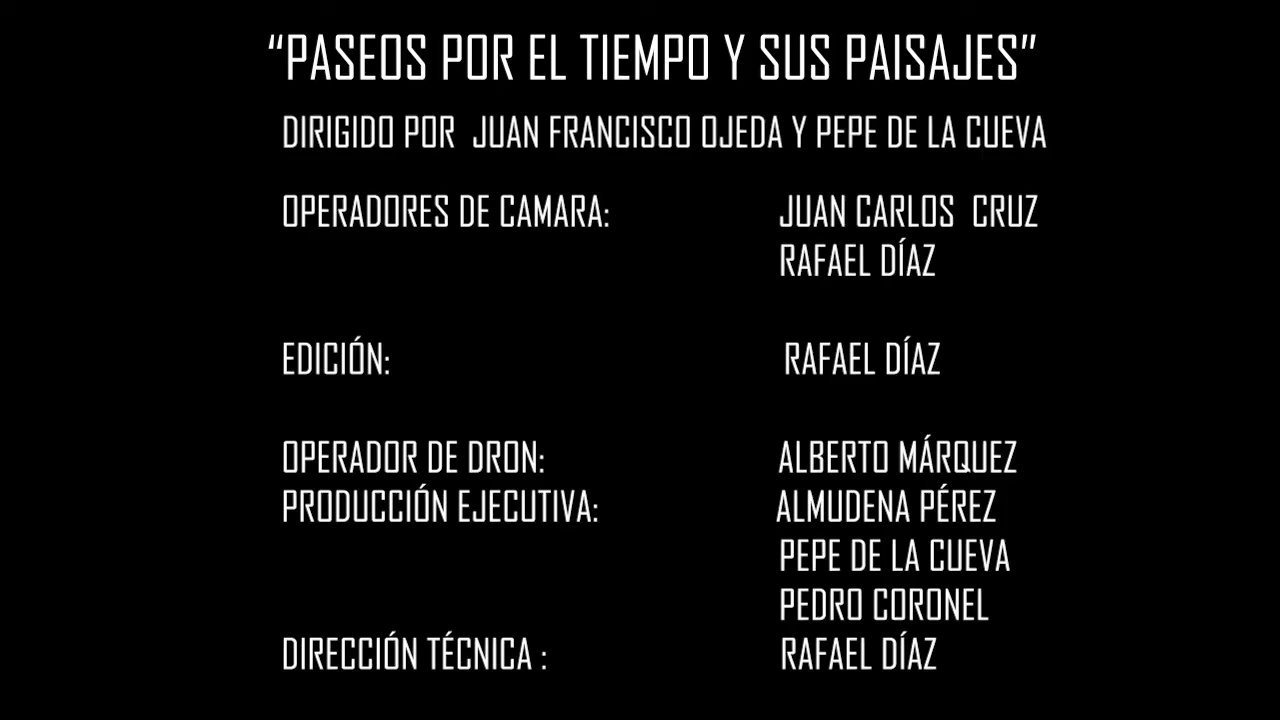 “PASEOS POR EL TIEMPO Y SUS PAISAJES”
DIRIGIDO POR JUAN FRANCISCO OJEDA Y PEPE DE LA CUEVA
OPERADORES DE CAMARA: JUAN CARLOS CRUZ
RAFAEL DÍAZ
EDICIÓN: RAFAEL DÍAZ
OPERADOR DE DRON: ALBERTO MÁRQUEZ
PRODUCCIÓN EJECUTIVA: ALMUDENA PÉREZ
PEPE DE LA CUEVA
PEDRO CORONEL
DIRECCIÓN TÉCNICA : RAFAEL DÍAZ